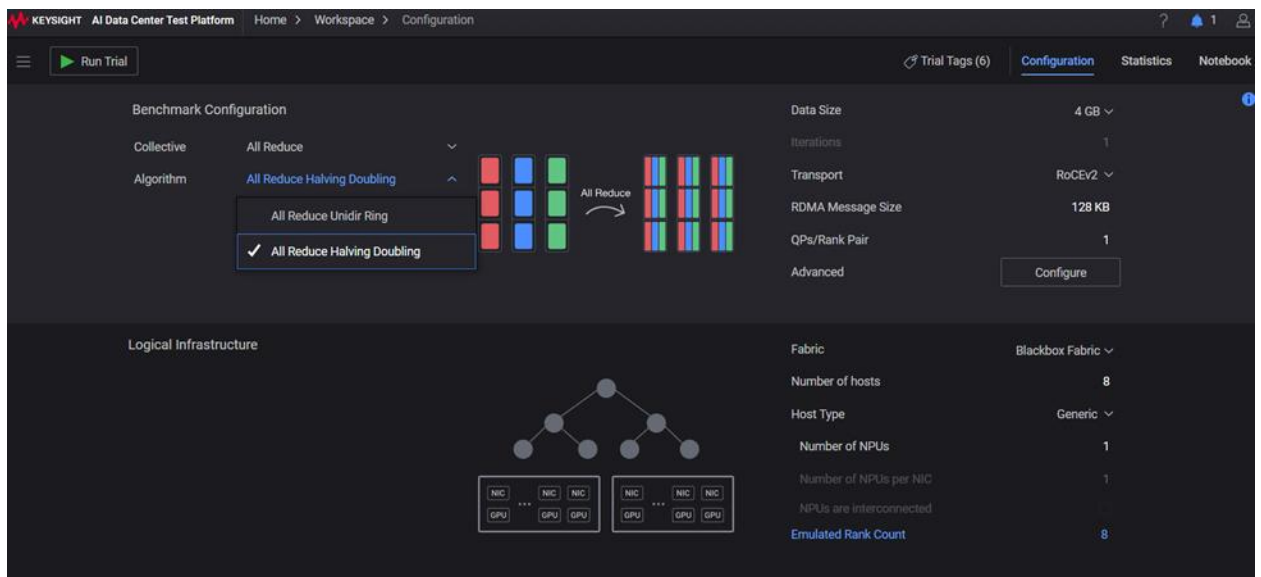 KEYSIGHT AI Data Center Test Platform Home > Workspace > Configuration ? 1
Run Trial Trial Tags (6) Configuration Statistics Notebook
Benchmark Configuration
Collective All Reduce
Algorithm All Reduce Halving Doubling
All Reduce Unidir Ring
All Reduce Halving Doubling
All Reduce
Data Size 4 GB
Iterations 1
Transport RoCEv2
RDMA Message Size 128 KB
QPs/Rank Pair 1
Advanced Configure
Logical Infrastructure
NIC ... NIC NIC NIC ... NIC NIC
GPU GPU GPU GPU GPU GPU
Fabric Blackbox Fabric
Number of hosts 8
Host Type Generic
Number of NPUs 1
Number of NPUs per NIC 1
NPUs are interconnected
Emulated Rank Count 8